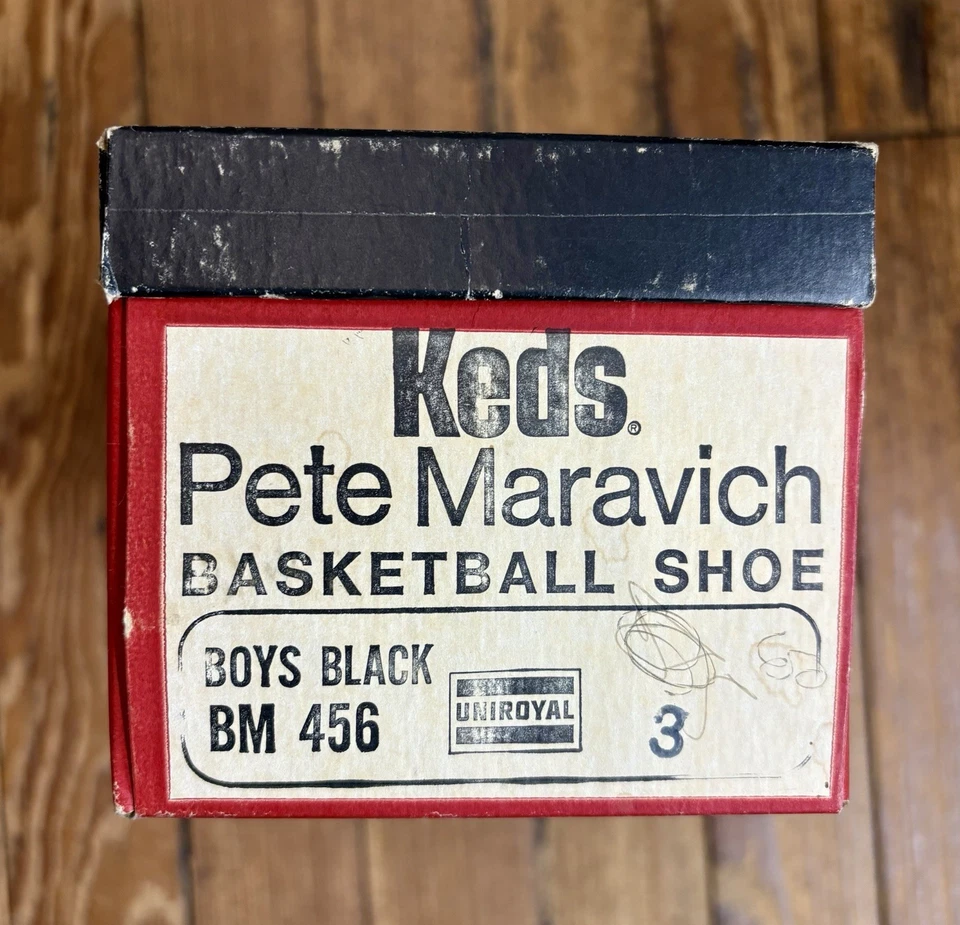 Keds®
Pete Maravich
BASKETBALL SHOE
BOYS BLACK
BM 456
UNIROYAL
3